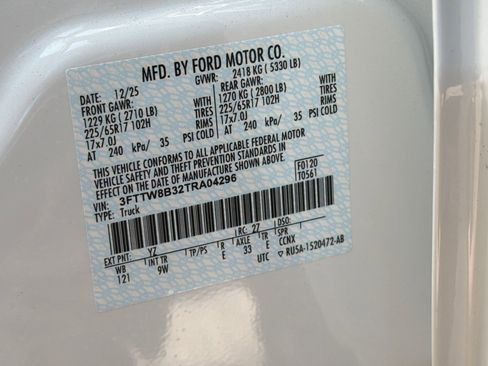 MFD. BY FORD MOTOR CO.
DATE: 12/25 GVWR: 2418 KG (5330 LB)
FRONT GAWR: REAR GAWR:
1229 KG (2710 LB) WITH 1270 KG (2800 LB) WITH
225/65R17 102H TIRES 225/65R17 102H TIRES
17x7.0J RIMS 17x7.0J RIMS
AT 240 kPa/ 35 PSI COLD AT 240 kPa/ 35 PSI COLD
THIS VEHICLE CONFORMS TO ALL APPLICABLE FEDERAL MOTOR
VEHICLE SAFETY AND THEFT PREVENTION STANDARDS IN
EFFECT ON THE DATE OF MANUFACTURE SHOWN ABOVE.
VIN: 3FTTW8B32TRA04296 F0120
TYPE: Truck T0561
EXT PNT: YZ RC: 27 DSO:
WB INT TR TP/PS R AXLE TR SPR
121 9W E 33 E CCNX
UTC ▽ RU5A-1520472-AB